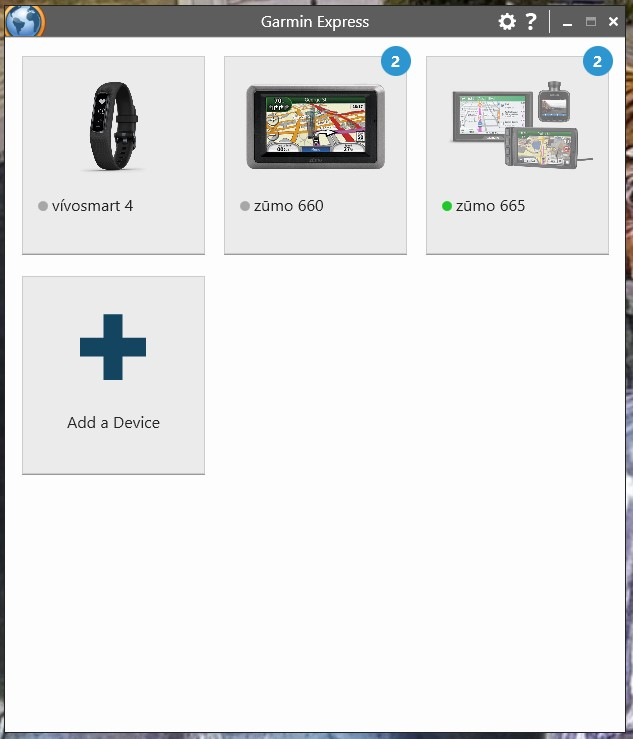 Garmin Express
?
2
2
vívosmart 4
zūmo 660
zūmo 665
Add a Device